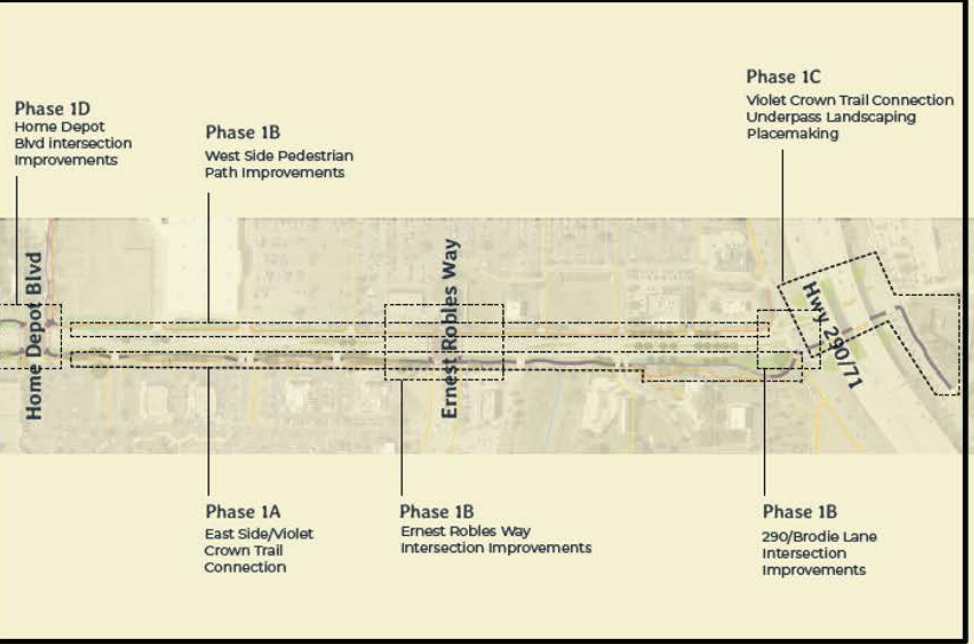 Phase 1D
Home Depot
Blvd intersection
Improvements
Phase 1B
West Side Pedestrian
Path Improvements
Phase 1C
Violet Crown Trail Connection
Underpass Landscaping
Placemaking
Home Depot Blvd
Ernest Robles Way
Hwy 290/71
Phase 1A
East Side/Violet
Crown Trail
Connection
Phase 1B
Ernest Robles Way
Intersection Improvements
Phase 1B
290/Brodie Lane
Intersection
Improvements